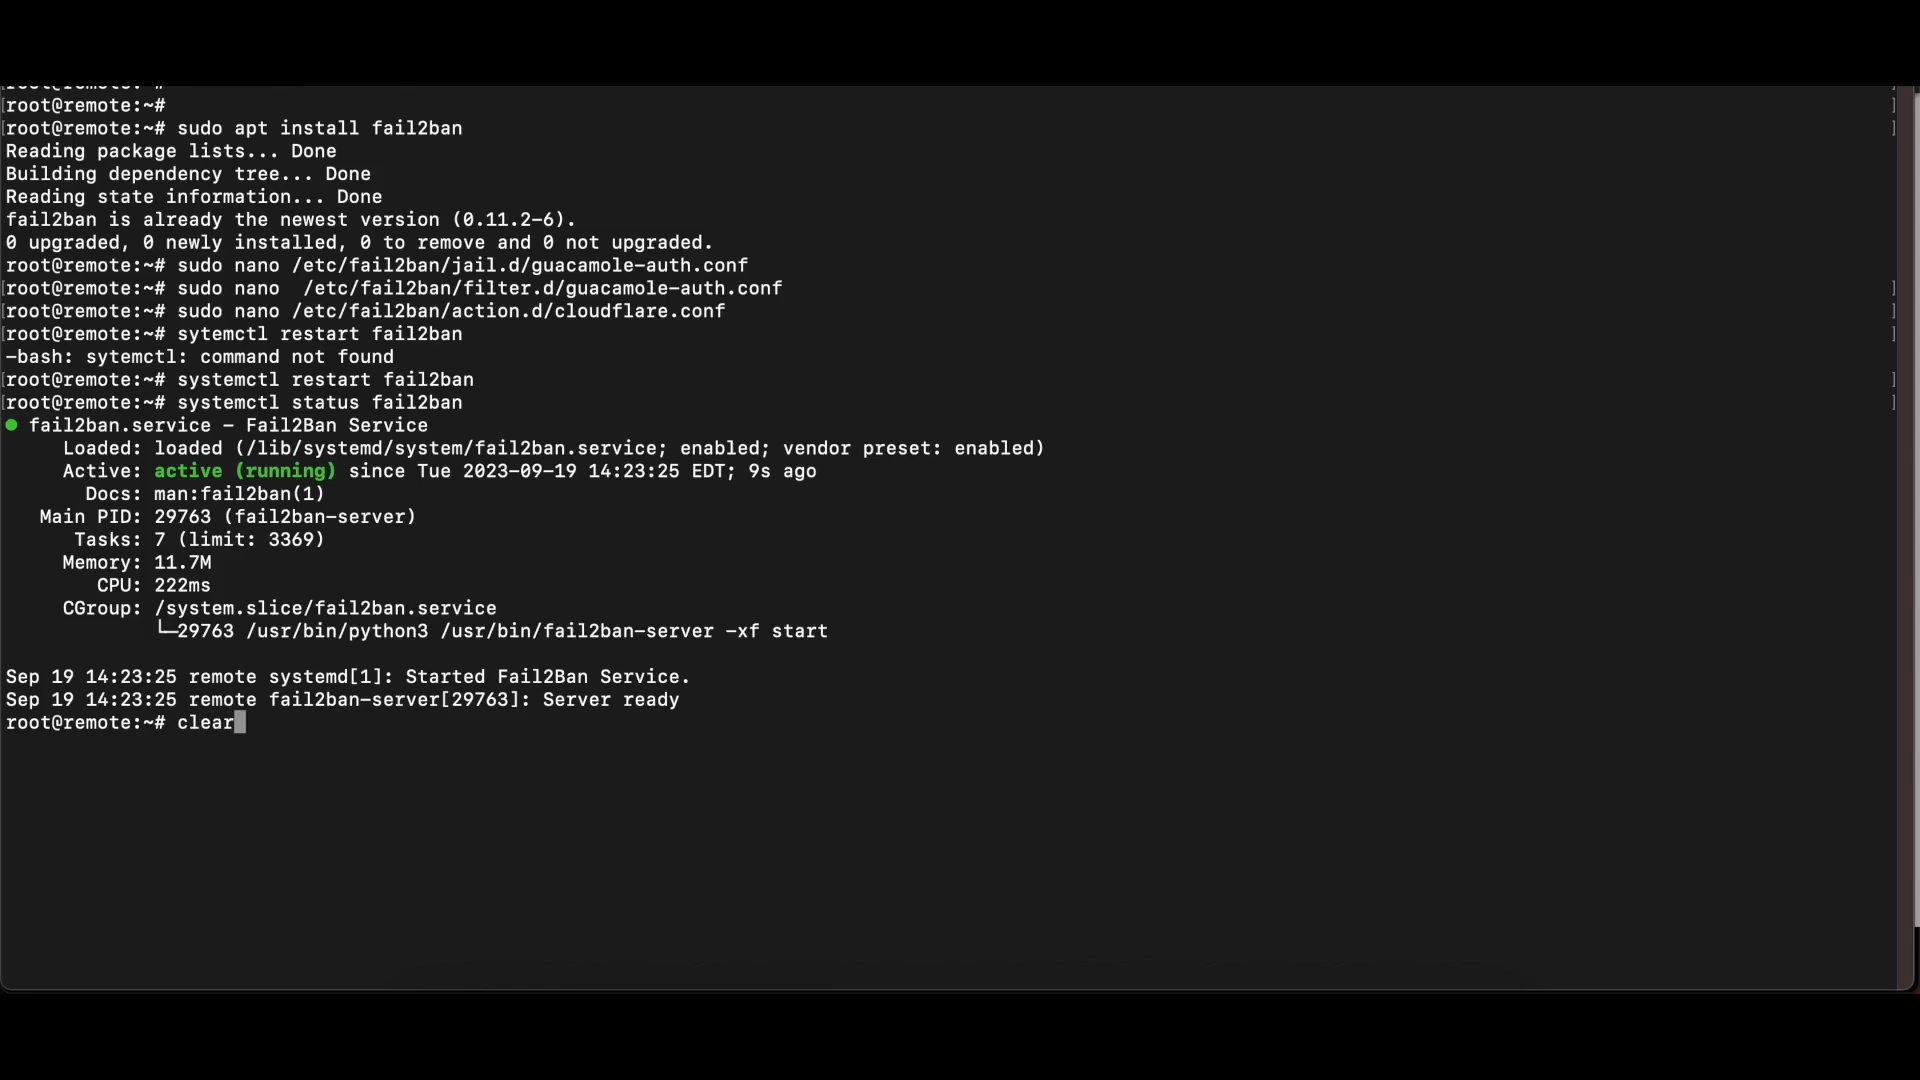 [root@remote:~#
[root@remote:~# ]
[root@remote:~# sudo apt install fail2ban ]
Reading package lists... Done
Building dependency tree... Done
Reading state information... Done
fail2ban is already the newest version (0.11.2-6).
0 upgraded, 0 newly installed, 0 to remove and 0 not upgraded.
root@remote:~# sudo nano /etc/fail2ban/jail.d/guacamole-auth.conf
[root@remote:~# sudo nano  /etc/fail2ban/filter.d/guacamole-auth.conf ]
[root@remote:~# sudo nano /etc/fail2ban/action.d/cloudflare.conf ]
[root@remote:~# sytemctl restart fail2ban ]
-bash: sytemctl: command not found
[root@remote:~# systemctl restart fail2ban ]
[root@remote:~# systemctl status fail2ban ]
● fail2ban.service - Fail2Ban Service
Loaded: loaded (/lib/systemd/system/fail2ban.service; enabled; vendor preset: enabled)
Active: active (running) since Tue 2023-09-19 14:23:25 EDT; 9s ago
Docs: man:fail2ban(1)
Main PID: 29763 (fail2ban-server)
Tasks: 7 (limit: 3369)
Memory: 11.7M
CPU: 222ms
CGroup: /system.slice/fail2ban.service
└─29763 /usr/bin/python3 /usr/bin/fail2ban-server -xf start
Sep 19 14:23:25 remote systemd[1]: Started Fail2Ban Service.
Sep 19 14:23:25 remote fail2ban-server[29763]: Server ready
root@remote:~# clear